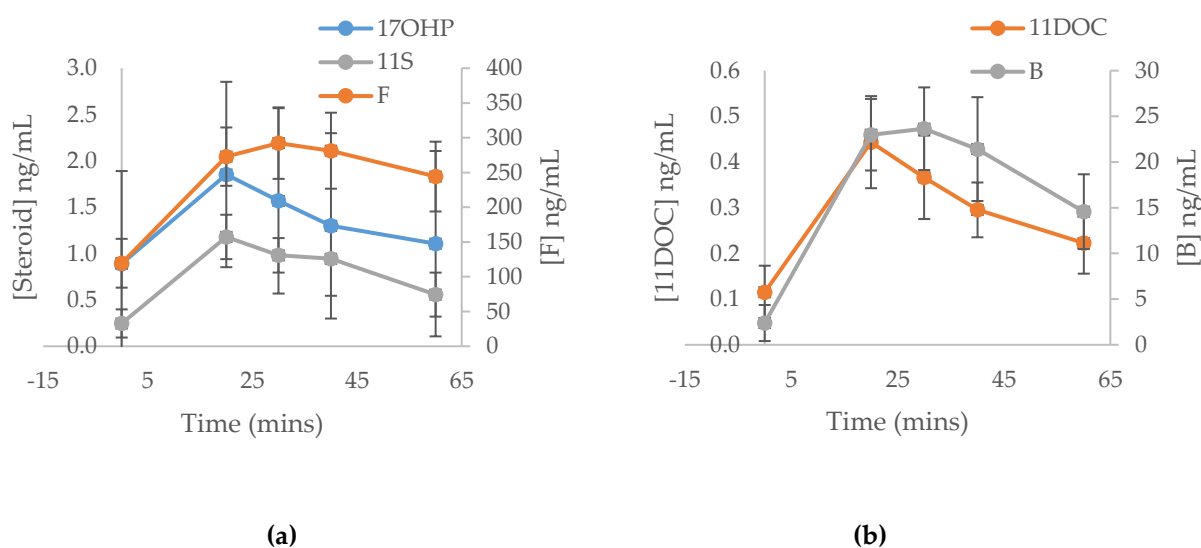 17OHP
11S
F
[Steroid] ng/mL
3.0
2.5
2.0
1.5
1.0
0.5
0.0
400
350
300
250
200
150
100
50
0
[F] ng/mL
-15 5 25 45 65
Time (mins)
(a)
11DOC
B
[11DOC] ng/mL
0.6
0.5
0.4
0.3
0.2
0.1
0.0
30
25
20
15
10
5
0
[B] ng/mL
-15 5 25 45 65
Time (mins)
(b)